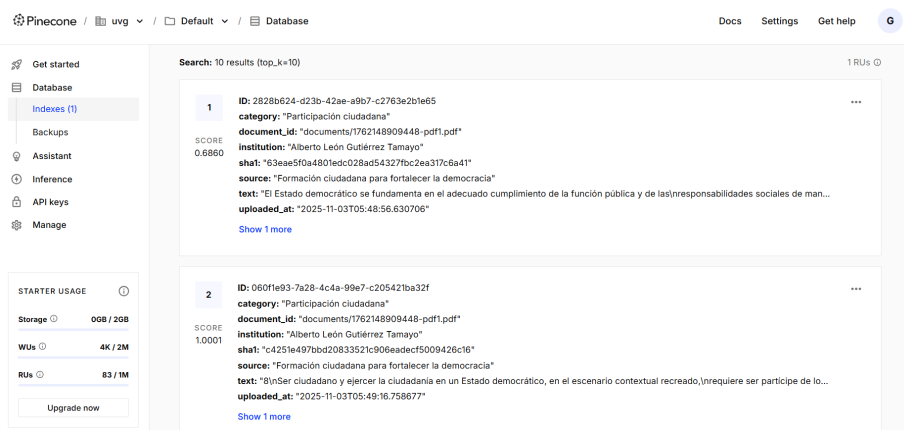 Pinecone / uvg / Default / Database Docs Settings Get help G
Get started
Database
Indexes (1)
Backups
Assistant
Inference
API keys
Manage
STARTER USAGE
Storage 0GB / 2GB
WUs 4K / 2M
RUs 83 / 1M
Upgrade now
Search: 10 results (top_k=10) 1 RUs
1
SCORE
0.6860
ID: 2828b624-d23b-42ae-a9b7-c2763e2b1e65
category: "Participación ciudadana"
document_id: "documents/1762148909448-pdf1.pdf"
institution: "Alberto León Gutiérrez Tamayo"
sha1: "63eae5f0a4801edc028ad54327fbc2ea317c6a41"
source: "Formación ciudadana para fortalecer la democracia"
text: "El Estado democrático se fundamenta en el adecuado cumplimiento de la función pública y de las\nresponsabilidades sociales de man...
uploaded_at: "2025-11-03T05:48:56.630706"
Show 1 more
2
SCORE
1.0001
ID: 060f1e93-7a28-4c4a-99e7-c205421ba32f
category: "Participación ciudadana"
document_id: "documents/1762148909448-pdf1.pdf"
institution: "Alberto León Gutiérrez Tamayo"
sha1: "c4251e497bbd20833521c906eadecf5009426c16"
source: "Formación ciudadana para fortalecer la democracia"
text: "8\nSer ciudadano y ejercer la ciudadanía en un Estado democrático, en el escenario contextual recreado,\nrequiere ser partícipe de lo...
uploaded_at: "2025-11-03T05:49:16.758677"
Show 1 more